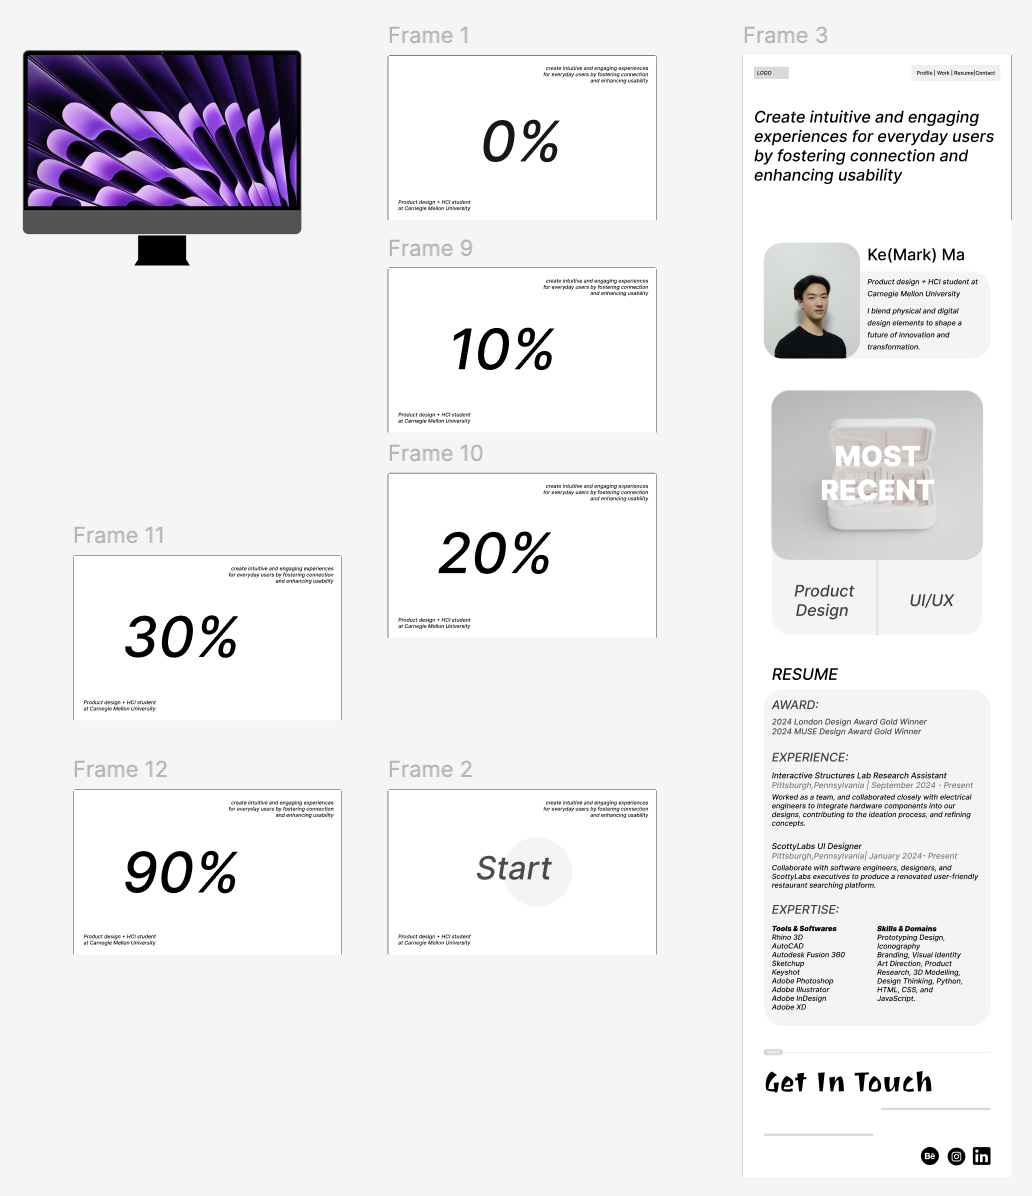 Frame 1
create intuitive and engaging experiences
for everyday users by fostering connection
and enhancing usability
0%
Product design + HCI student
at Carnegie Mellon University
Frame 9
create intuitive and engaging experiences
for everyday users by fostering connection
and enhancing usability
10%
Product design + HCI student
at Carnegie Mellon University
Frame 10
create intuitive and engaging experiences
for everyday users by fostering connection
and enhancing usability
20%
Product design + HCI student
at Carnegie Mellon University
Frame 11
create intuitive and engaging experiences
for everyday users by fostering connection
and enhancing usability
30%
Product design + HCI student
at Carnegie Mellon University
Frame 12
create intuitive and engaging experiences
for everyday users by fostering connection
and enhancing usability
90%
Product design + HCI student
at Carnegie Mellon University
Frame 2
create intuitive and engaging experiences
for everyday users by fostering connection
and enhancing usability
Start
Product design + HCI student
at Carnegie Mellon University
Frame 3
LOGO
Profile | Work | Resume|Contact
Create intuitive and engaging
experiences for everyday users
by fostering connection and
enhancing usability
Ke(Mark) Ma
Product design + HCI student at
Carnegie Mellon University
I blend physical and digital
design elements to shape a
future of innovation and
transformation.
MOST
RECENT
Product
Design
UI/UX
RESUME
AWARD:
2024 London Design Award Gold Winner
2024 MUSE Design Award Gold Winner
EXPERIENCE:
Interactive Structures Lab Research Assistant
Pittsburgh,Pennsylvania | September 2024 - Present
Worked as a team, and collaborated closely with electrical
engineers to integrate hardware components into our
designs, contributing to the ideation process, and refining
concepts.
ScottyLabs UI Designer
Pittsburgh,Pennsylvania| January 2024- Present
Collaborate with software engineers, designers, and
ScottyLabs executives to produce a renovated user-friendly
restaurant searching platform.
EXPERTISE:
Tools & Softwares
Rhino 3D
AutoCAD
Autodesk Fusion 360
Sketchup
Keyshot
Adobe Photoshop
Adobe Illustrator
Adobe InDesign
Adobe XD
Skills & Domains
Prototyping Design,
Iconography
Branding, Visual Identity
Art Direction, Product
Research, 3D Modelling,
Design Thinking, Python,
HTML, CSS, and
JavaScript.
Get In Touch
Bē
in